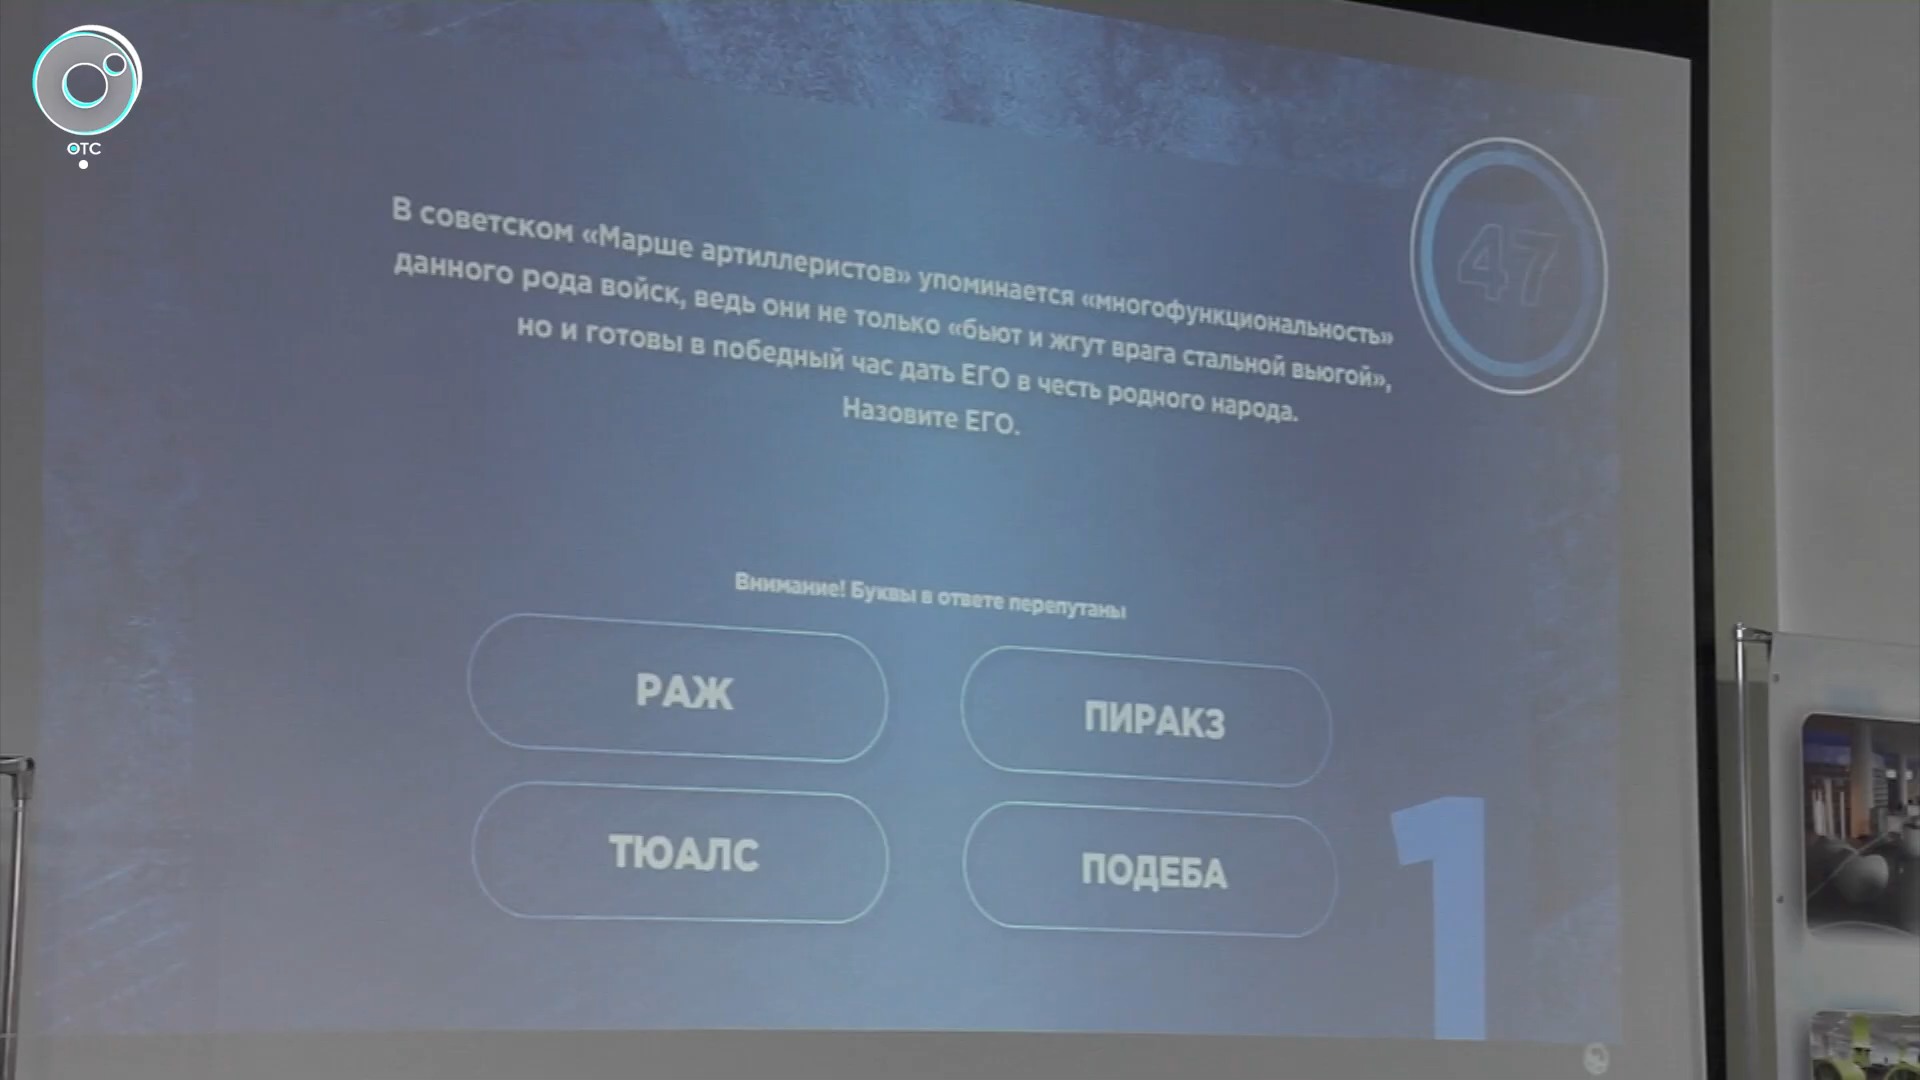 ОТС
В советском «Марше артиллеристов» упоминается «многофункциональность»
данного рода войск, ведь они не только «бьют и жгут врага стальной вьюгой»,
но и готовы в победный час дать ЕГО в честь родного народа.
Назовите ЕГО.
47
Внимание! Буквы в ответе перепутаны
РАЖ
ПИРАКЗ
ТЮАЛС
ПОДЕБА
1